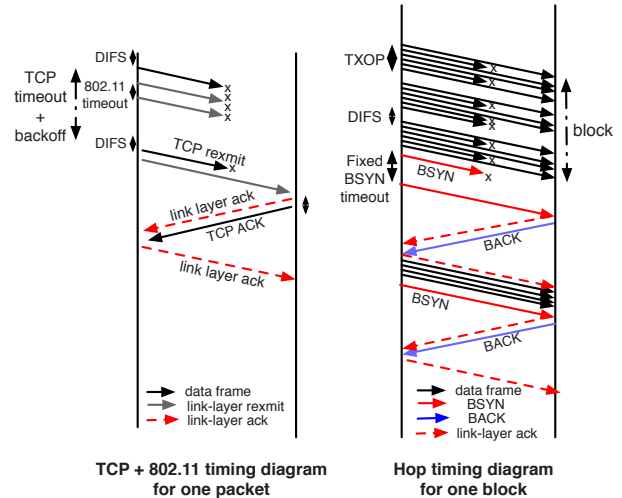 DIFS
TCP
timeout
+
backoff
802.11
timeout
x
x
x
x
DIFS
TCP rexmit
x
link layer ack
TCP ACK
link layer ack
data frame
link-layer rexmit
link-layer ack
TCP + 802.11 timing diagram
for one packet
TXOP
x
x
DIFS
x
x
block
Fixed
BSYN
timeout
BSYN
x
BACK
BSYN
BACK
data frame
BSYN
BACK
link-layer ack
Hop timing diagram
for one block